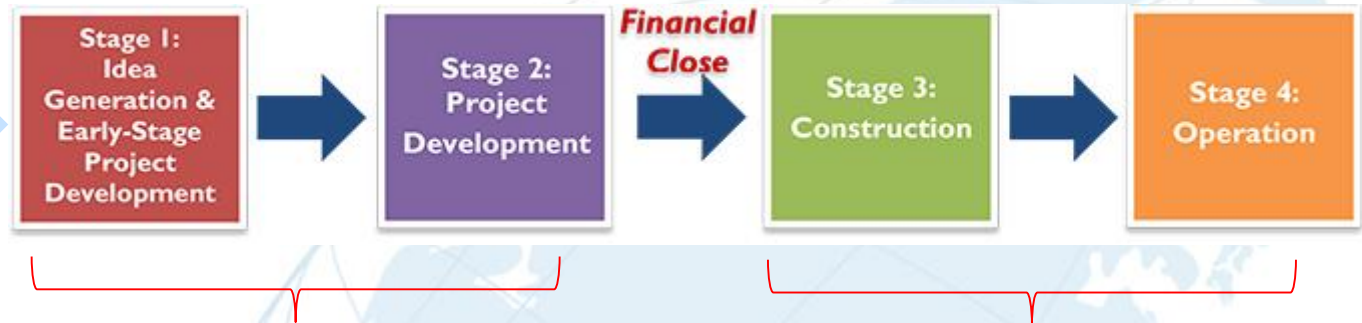 Stage 1:
Idea
Generation &
Early-Stage
Project
Development
Stage 2:
Project
Development
Financial
Close
Stage 3:
Construction
Stage 4:
Operation